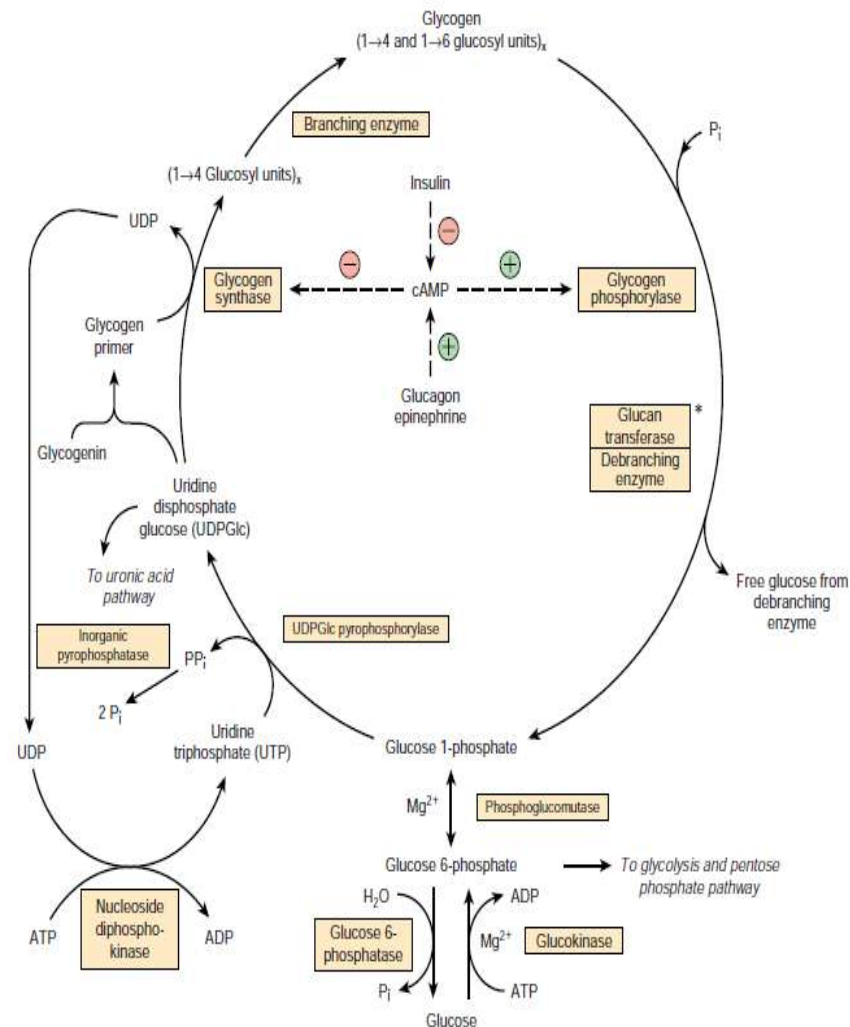 Glycogen
(1→4 and 1→6 glucosyl units)ₓ
Branching enzyme
Pᵢ
(1→4 Glucosyl units)ₓ
Insulin
UDP
−
−
+
Glycogen
synthase
cAMP
Glycogen
phosphorylase
Glycogen
primer
+
Glucagon
epinephrine
Glucan
transferase
*
Debranching
enzyme
Glycogenin
Uridine
disphosphate
glucose (UDPGlc)
To uronic acid
pathway
Free glucose from
debranching
enzyme
Inorganic
pyrophosphatase
UDPGlc pyrophosphorylase
PPᵢ
2 Pᵢ
UDP
Uridine
triphosphate (UTP)
Glucose 1-phosphate
Mg²⁺
Phosphoglucomutase
Glucose 6-phosphate
To glycolysis and pentose
phosphate pathway
H₂O
ADP
Nucleoside
diphospho-
kinase
ATP
ADP
Glucose 6-
phosphatase
Mg²⁺
Glucokinase
Pᵢ
ATP
Glucose